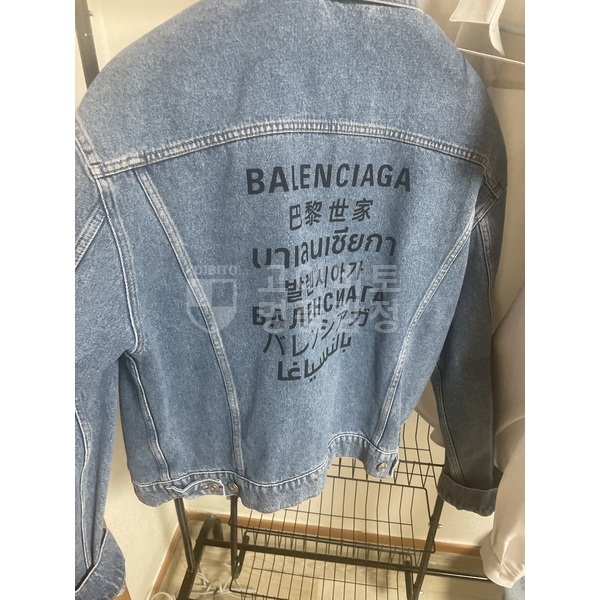 BALENCIAGA
巴黎世家
บาเลนเซียกา
발렌시아가
БАЛЕНСИАГА
バレンシアガ
بالنسياغا